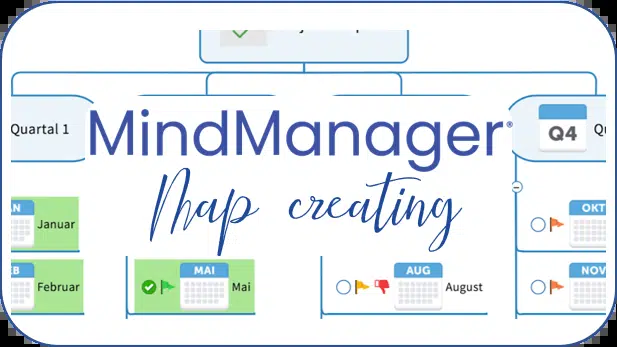 Quartal 1
MindManager®
Q4
Map creating
Januar
OKT
Februar
MAI
Mai
AUG
August
NOV